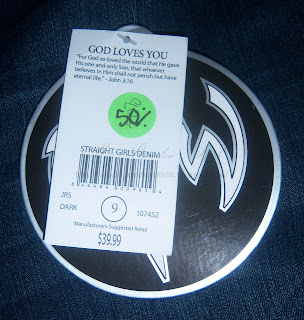 GOD LOVES YOU
"For God so loved the world that He gave
His one and only Son, that whoever
believes in Him shall not perish but have
eternal life." - John 3:16
50%
STRAIGHT GIRLS DENIM
JRS
DARK
9
107452
Manufacturers Suggested Retail
$39.99